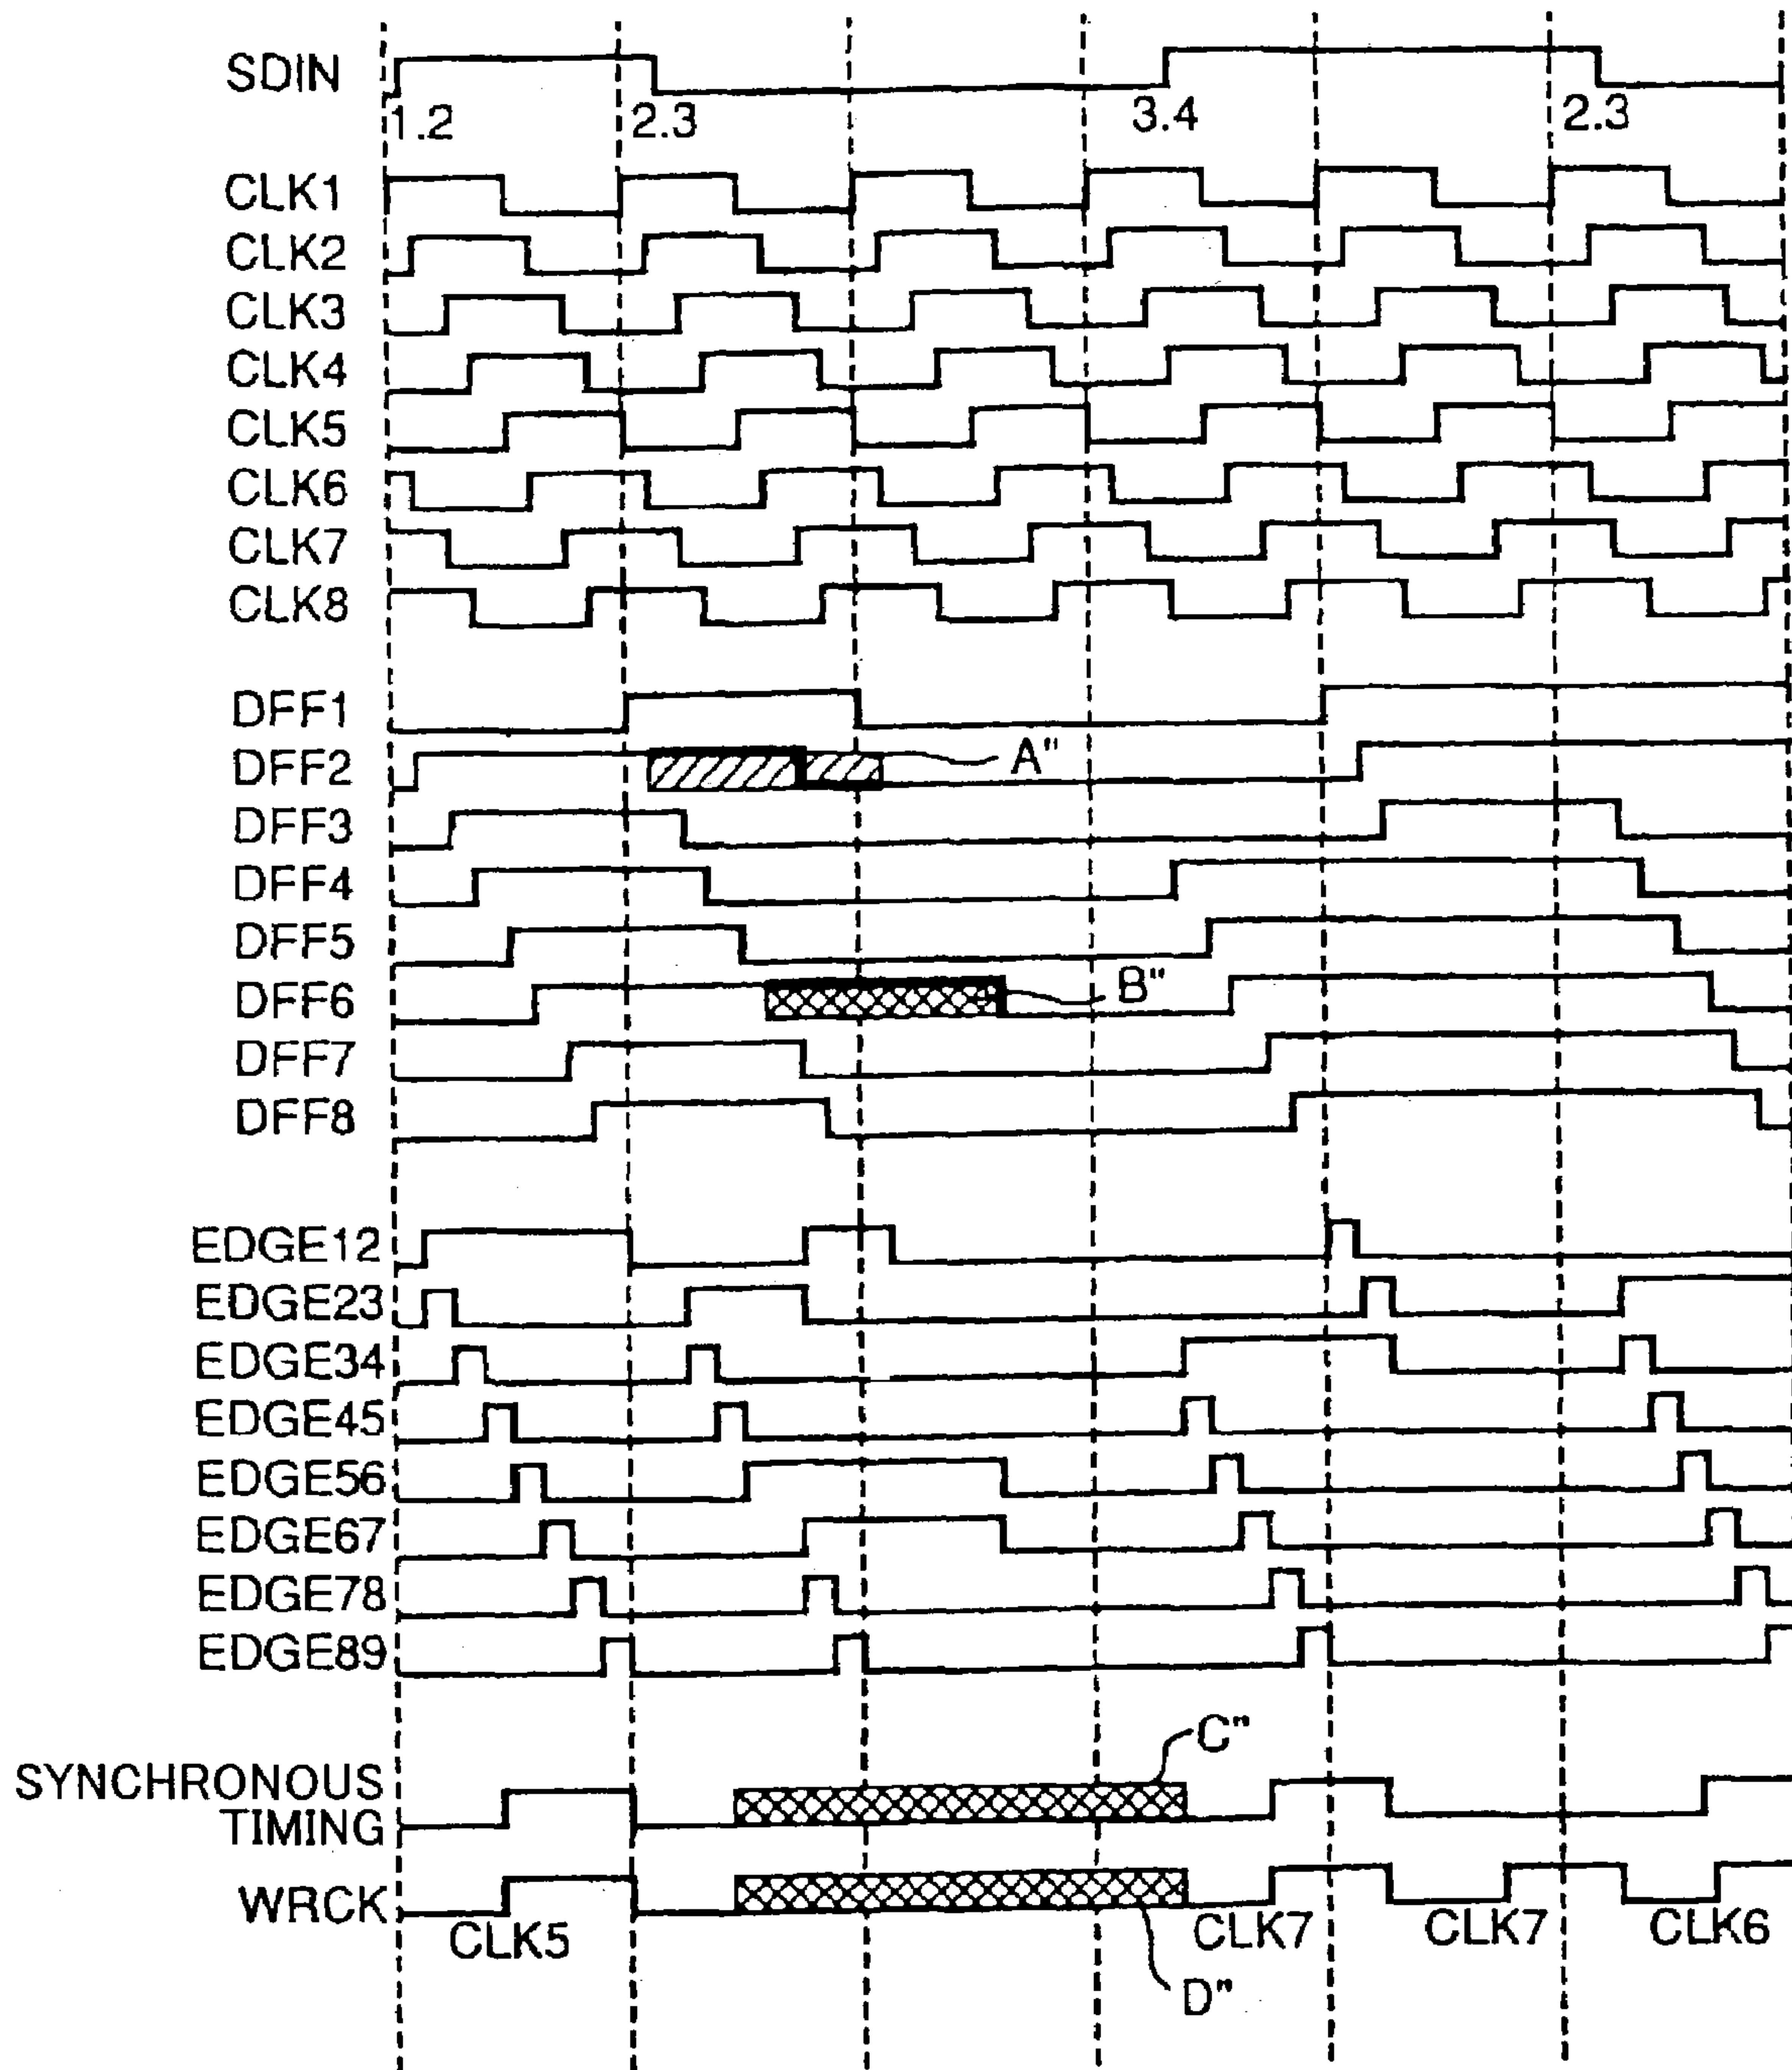 SDIN
1.2 2.3 3.4 2.3
CLK1
CLK2
CLK3
CLK4
CLK5
CLK6
CLK7
CLK8
DFF1
DFF2 A"
DFF3
DFF4
DFF5
DFF6 B"
DFF7
DFF8
EDGE12
EDGE23
EDGE34
EDGE45
EDGE56
EDGE67
EDGE78
EDGE89
C"
SYNCHRONOUS
TIMING
WRCK
CLK5 CLK7 CLK7 CLK6
D"